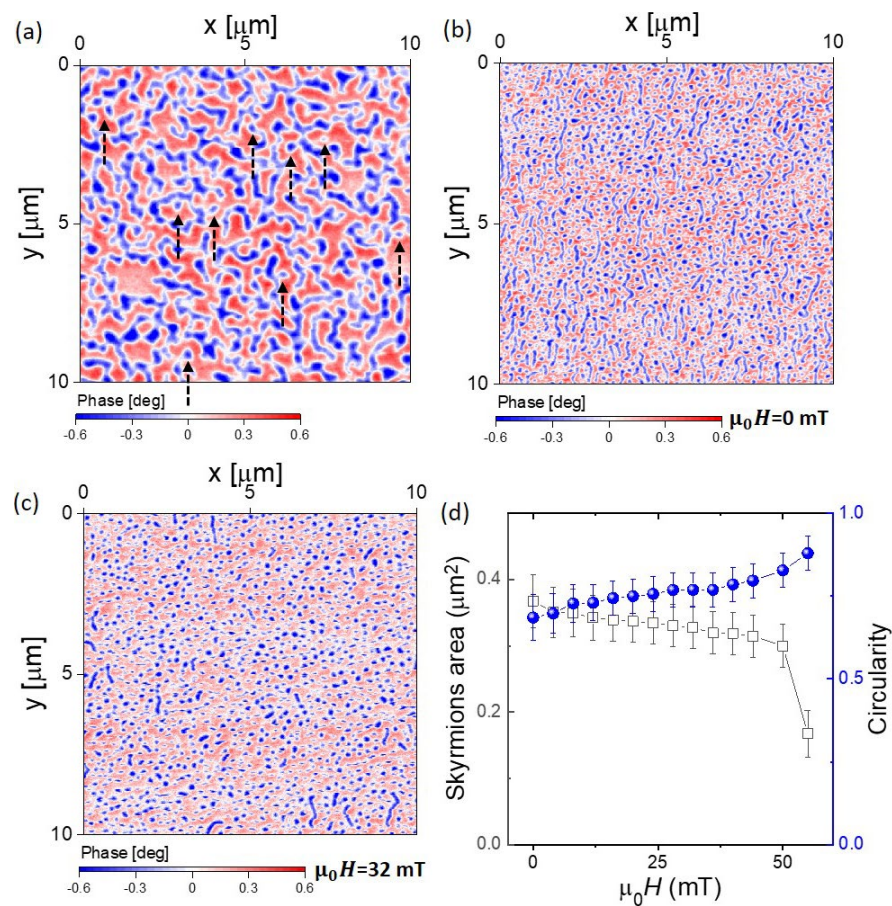 (a)
x [μm]
0 5 10
y [μm]
0
5
10
Phase [deg]
-0.6 -0.3 0 0.3 0.6
(b)
x [μm]
0 5 10
y [μm]
0
5
10
Phase [deg]
μ₀H=0 mT
-0.6 -0.3 0 0.3 0.6
(c)
x [μm]
0 5 10
y [μm]
0
5
10
Phase [deg]
μ₀H=32 mT
-0.6 -0.3 0 0.3 0.6
(d)
Skyrmions area (μm²)
0.4
0.2
0.0
Circularity
1.0
0.5
0.0
0 25 50
μ₀H (mT)